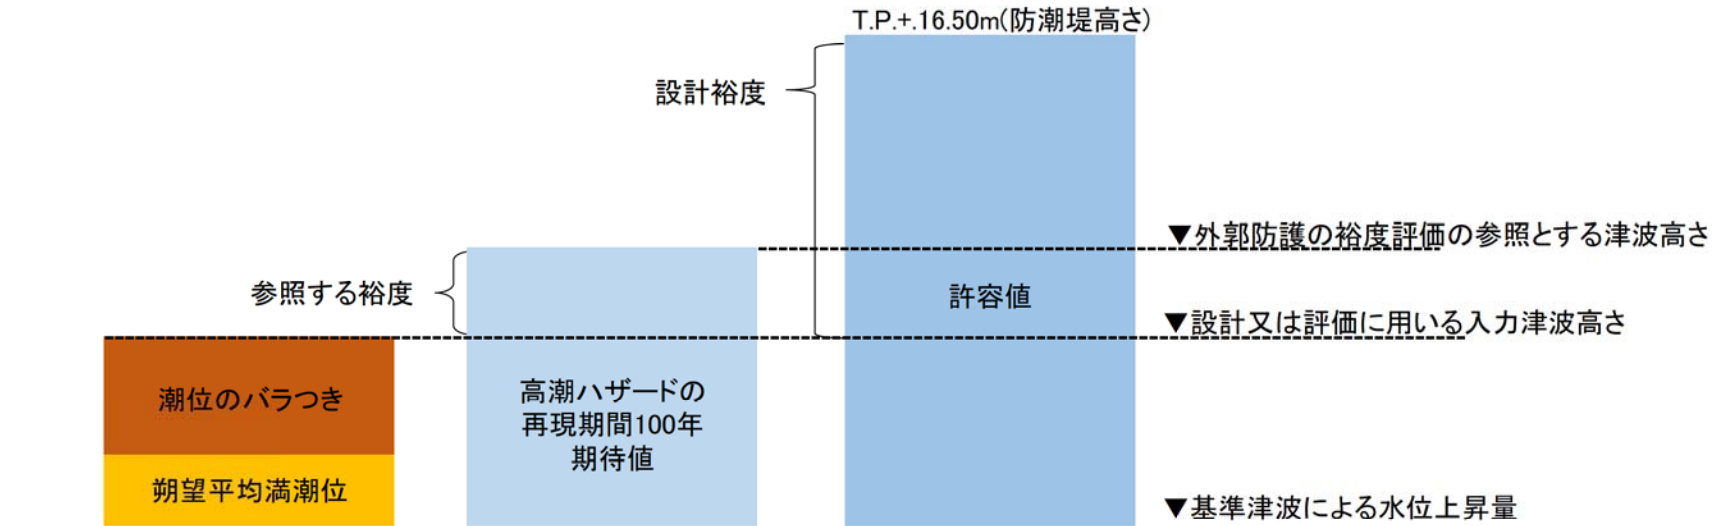 T.P.+.16.50m(防潮堤高さ)
設計裕度
▼外郭防護の裕度評価の参照とする津波高さ
参照する裕度
許容値
▼設計又は評価に用いる入力津波高さ
潮位のバラつき
高潮ハザードの
再現期間100年
期待値
朔望平均満潮位
▼基準津波による水位上昇量